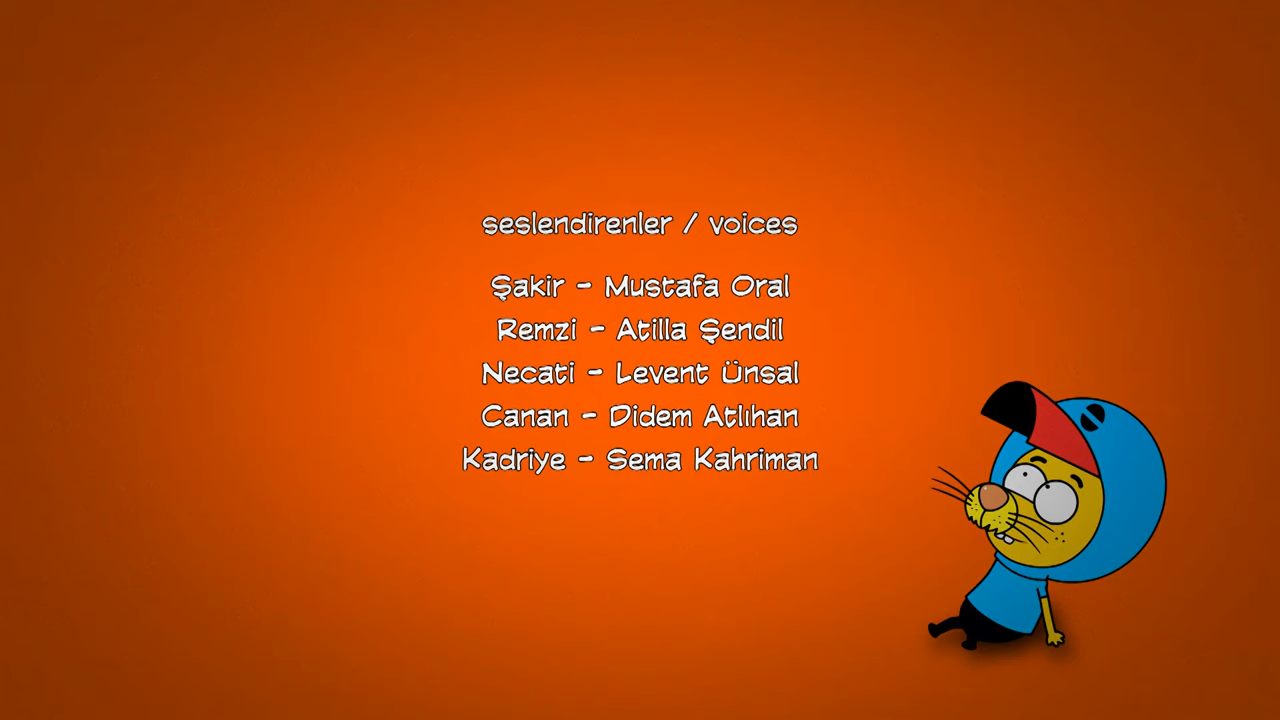 seslendirenler / voices
Şakir - Mustafa Oral
Remzi - Atilla Şendil
Necati - Levent Ünsal
Canan - Didem Atlıhan
Kadriye - Sema Kahriman